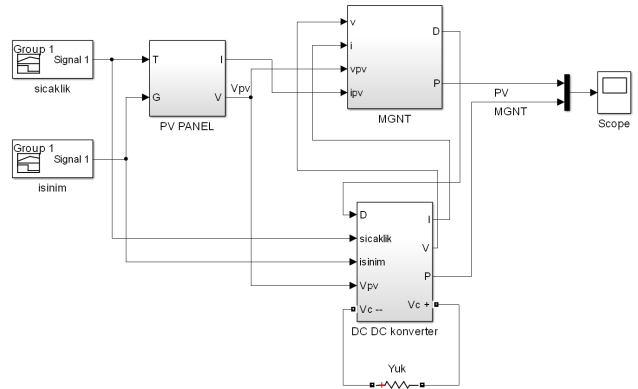 Group 1
Signal 1
sicaklik
Group 1
Signal 1
isinim
T
G
I
V
PV PANEL
Vpv
v
i
vpv
ipv
D
P
MGNT
PV
MGNT
Scope
D
sicaklik
isinim
Vpv
Vc --
I
V
P
Vc +
DC DC konverter
Yuk
+